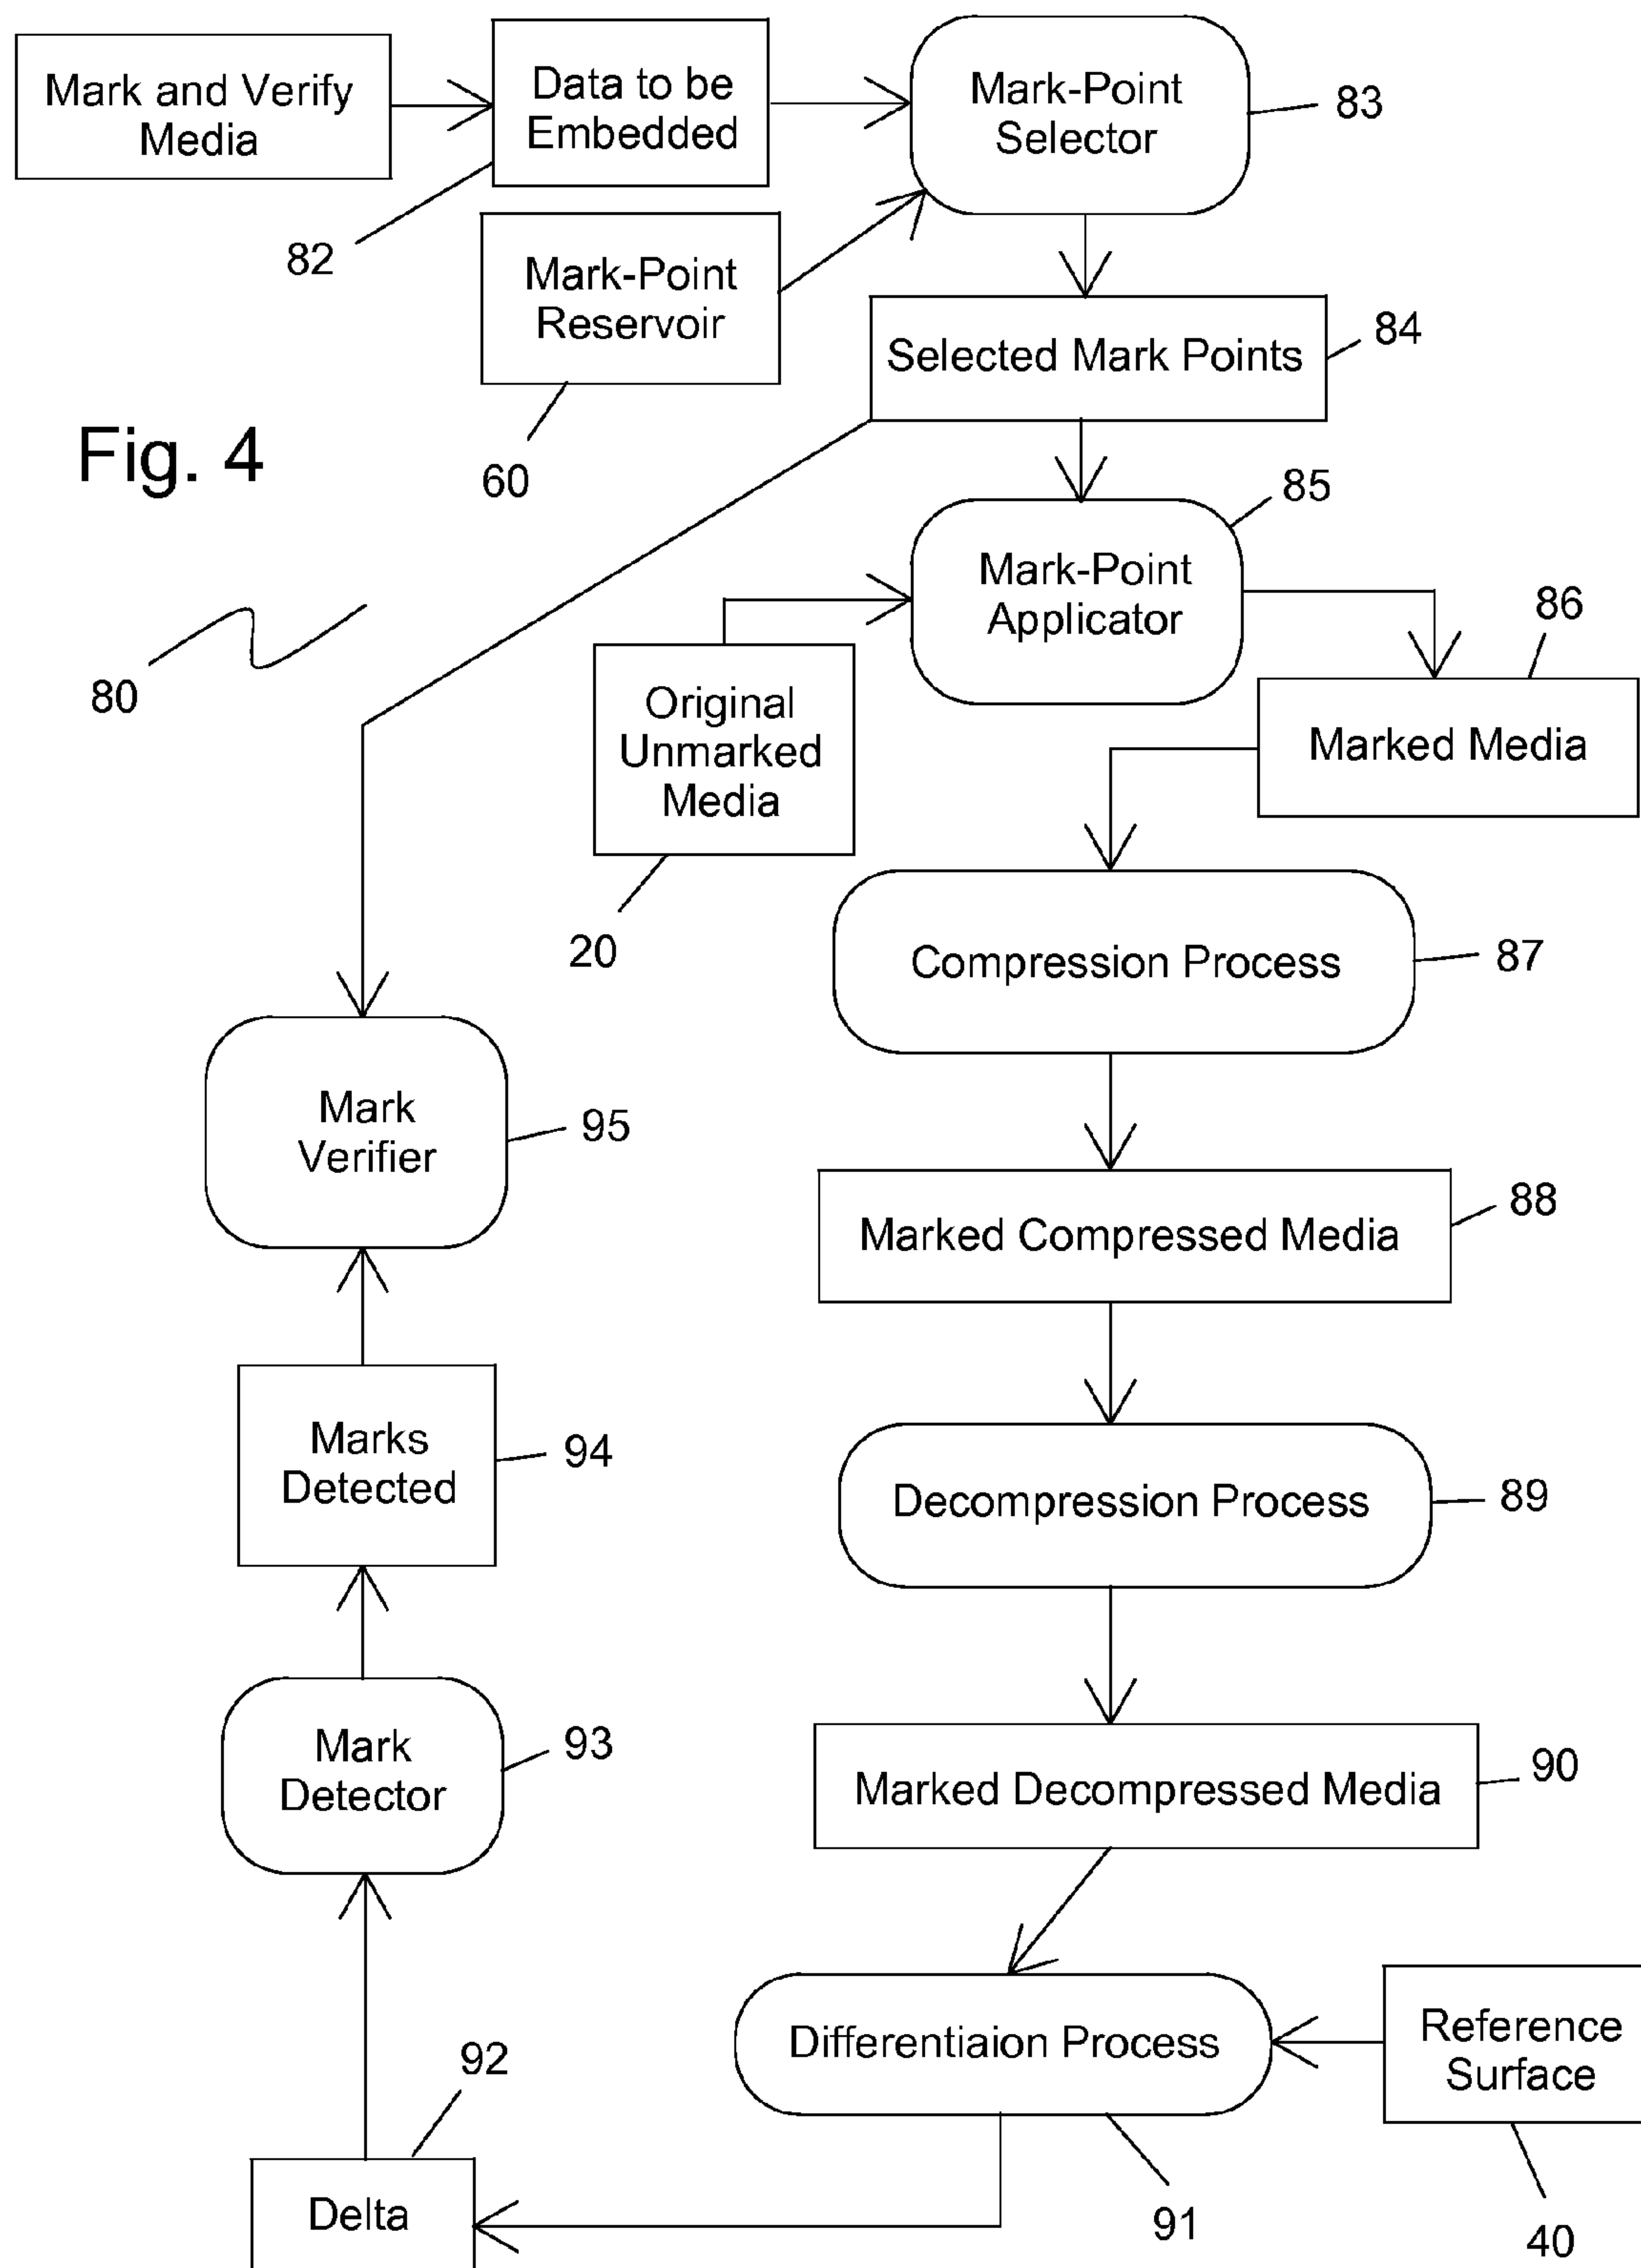 Mark and Verify
Media
Data to be
Embedded
Mark-Point
Selector
83
82
Mark-Point
Reservoir
60
Selected Mark Points
84
Fig. 4
85
Mark-Point
Applicator
86
80
Original
Unmarked
Media
20
Marked Media
Compression Process
87
Mark
Verifier
95
Marked Compressed Media
88
Marks
Detected
94
Decompression Process
89
Mark
Detector
93
Marked Decompressed Media
90
Differentiaion Process
91
Reference
Surface
40
92
Delta